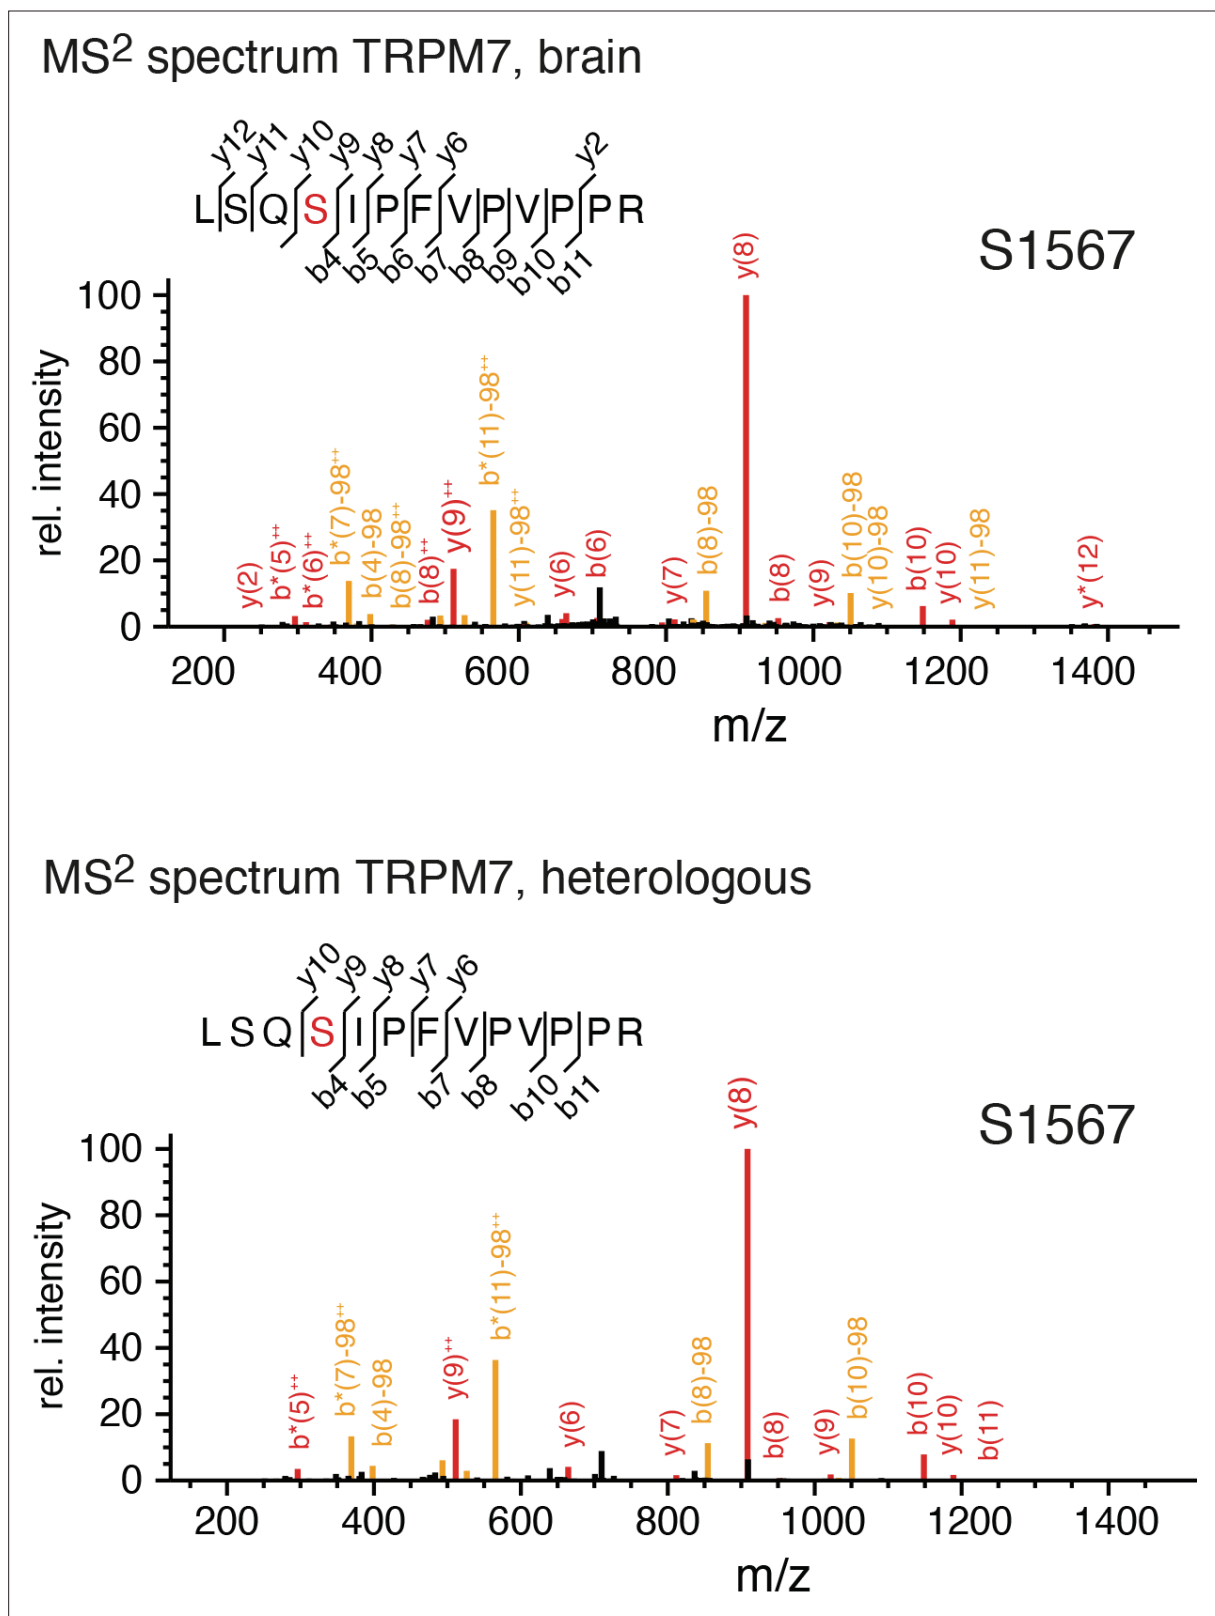 MS2 spectrum TRPM7, brain
y12 y11 y10 y9 y8 y7 y6 y2
LSQSIPFVPVPPR
b4 b5 b6 b7 b8 b9 b10 b11
S1567
rel. intensity
100
80
60
40
20
0
y(2)
b*(5)++
b*(6)++
b*(7)-98++
b(4)-98
b(8)-98++
b(8)++
y(9)++
b*(11)-98++
y(11)-98++
y(6)
b(6)
y(7)
b(8)-98
y(8)
b(8)
y(9)
b(10)-98
y(10)-98
b(10)
y(10)
y(11)-98
y*(12)
200 400 600 800 1000 1200 1400
m/z
MS2 spectrum TRPM7, heterologous
y10 y9 y8 y7 y6
LSQSIPFVPVPPR
b4 b5 b7 b8 b10 b11
S1567
rel. intensity
100
80
60
40
20
0
b*(5)++
b*(7)-98++
b(4)-98
y(9)++
b*(11)-98++
y(6)
y(7)
b(8)-98
y(8)
b(8)
y(9)
b(10)-98
b(10)
y(10)
b(11)
200 400 600 800 1000 1200 1400
m/z